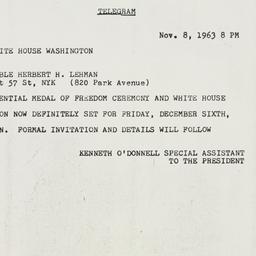 TELEGRAM
Nov. 8, 1963 8 PM
ITE HOUSE WASHINGTON
BLE HERBERT H. LEHMAN
t 57 St, NYK (820 Park Avenue)
ENTIAL MEDAL OF FREEDOM CEREMONY AND WHITE HOUSE
ON NOW DEFINITELY SET FOR FRIDAY, DECEMBER SIXTH,
N. FORMAL INVITATION AND DETAILS WILL FOLLOW
KENNETH O'DONNELL SPECIAL ASSISTANT
TO THE PRESIDENT